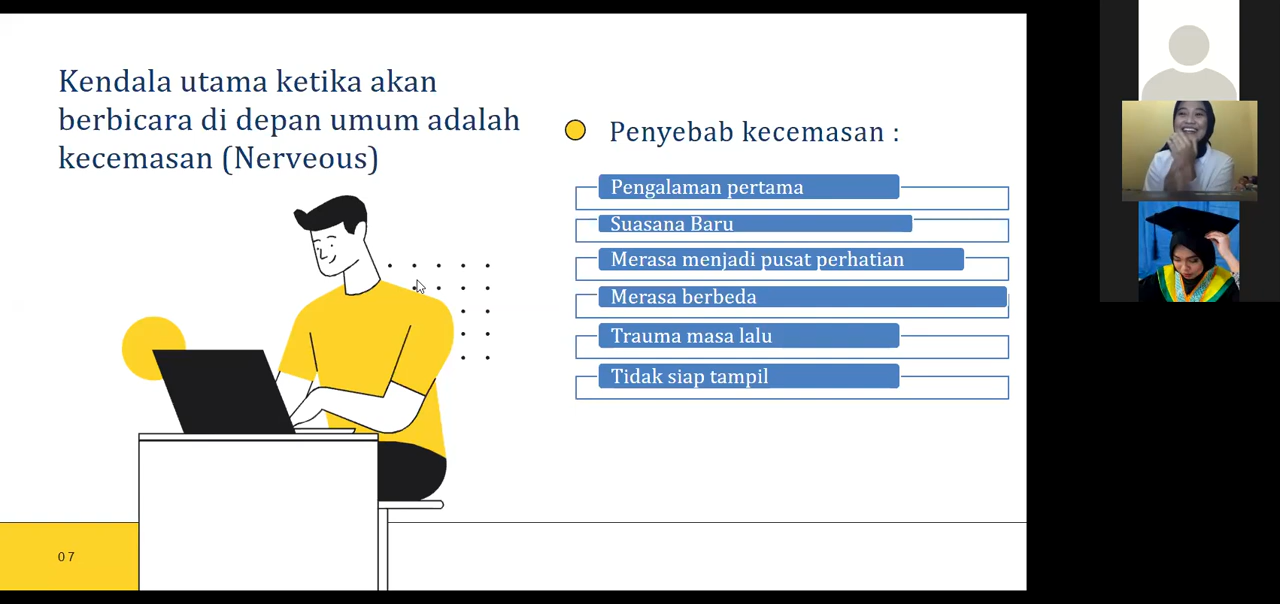 Kendala utama ketika akan
berbicara di depan umum adalah
kecemasan (Nerveous)
Penyebab kecemasan :
Pengalaman pertama
Suasana Baru
Merasa menjadi pusat perhatian
Merasa berbeda
Trauma masa lalu
Tidak siap tampil
07